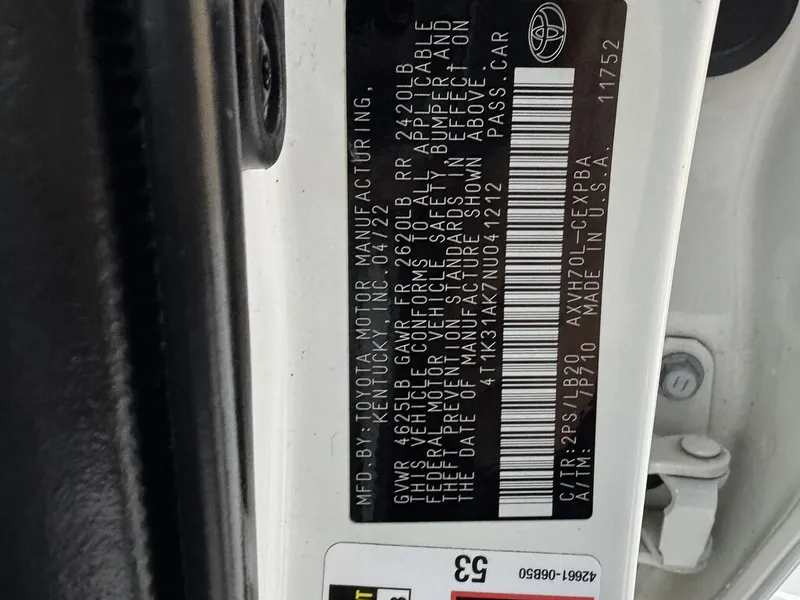 MFD.BY:TOYOTA MOTOR MANUFACTURING,
KENTUCKY,INC.04/22
GVWR 4625LB GAWR FR 2620LB RR 2420LB
THIS VEHICLE CONFORMS TO ALL APPLICABLE
FEDERAL MOTOR VEHICLE SAFETY, BUMPER AND
THEFT PREVENTION STANDARDS IN EFFECT ON
THE DATE OF MANUFACTURE SHOWN ABOVE.
4T1K31AK7NU041212 PASS.CAR
C/TR:2PS/LB20 AXVH70L-CEXPBA
A/TM: 7P710 MADE IN U.S.A. 11752
53
42661-06B50